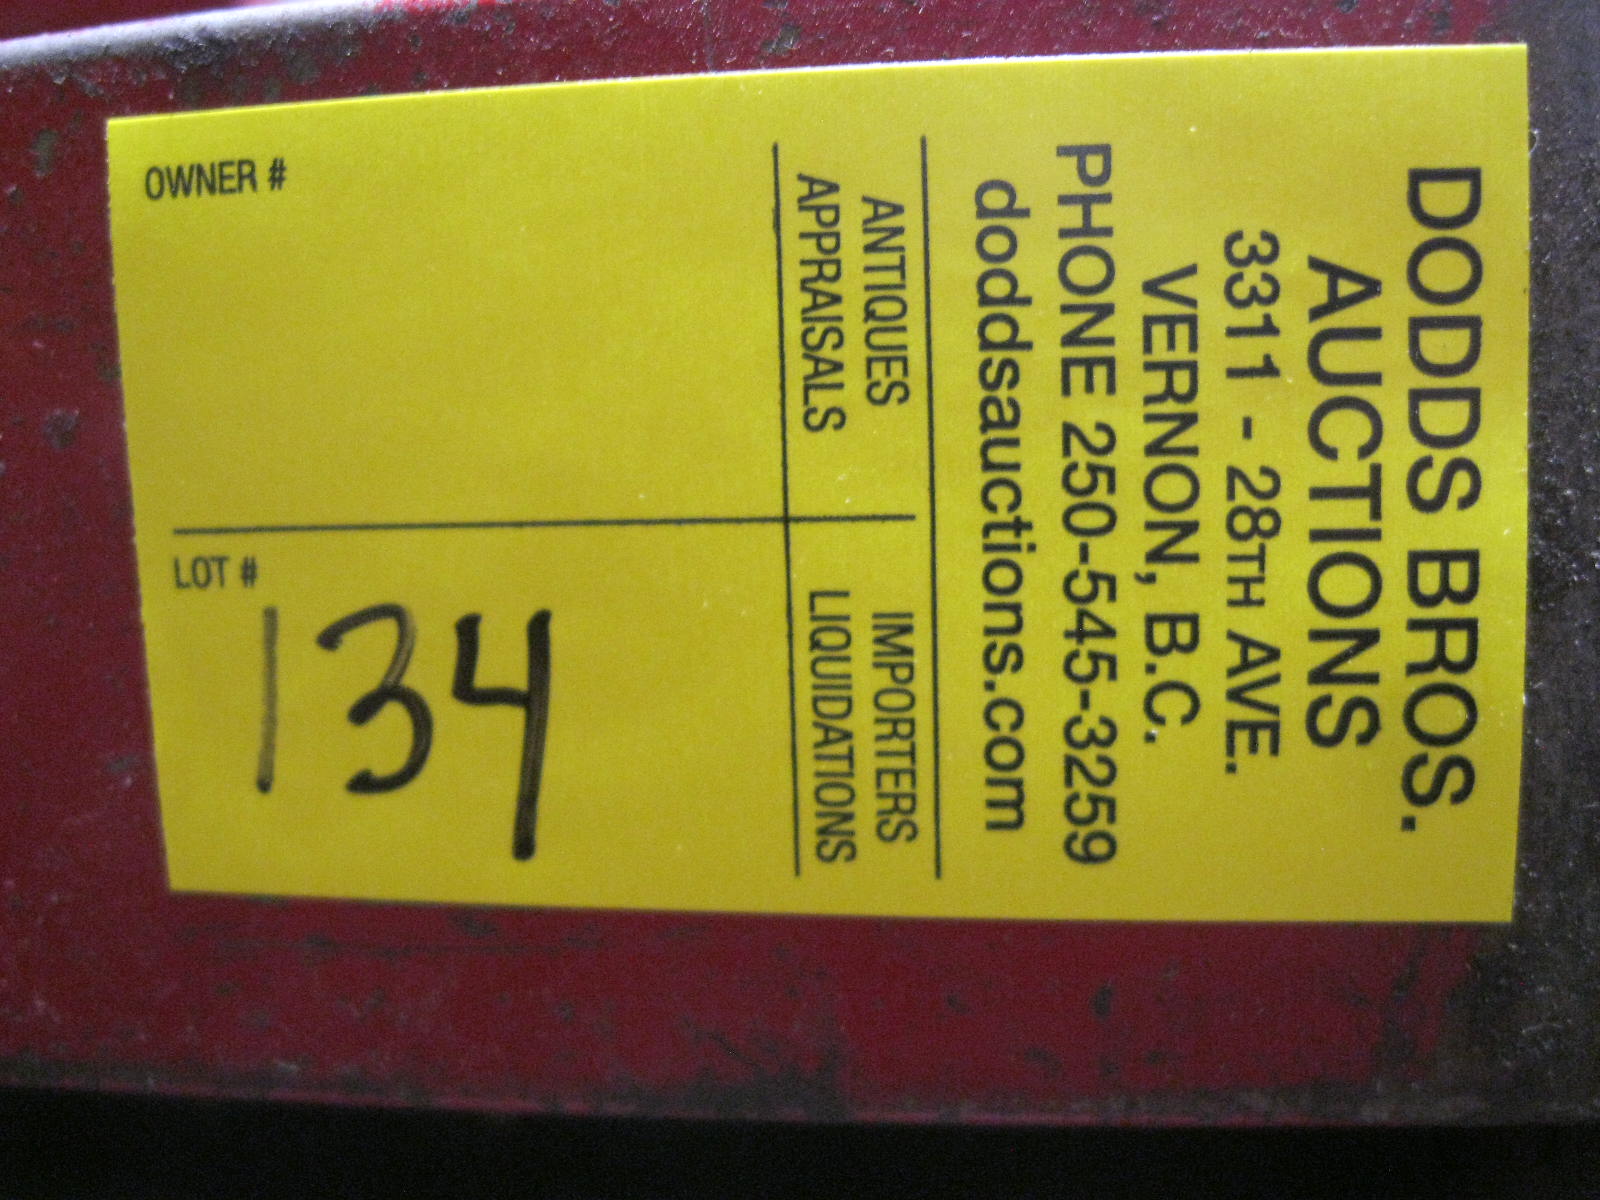 DODDS BROS.
AUCTIONS
3311 - 28TH AVE.
VERNON, B.C.
PHONE 250-545-3259
doddsauctions.com
ANTIQUES
APPRAISALS
IMPORTERS
LIQUIDATIONS
OWNER #
LOT #
134